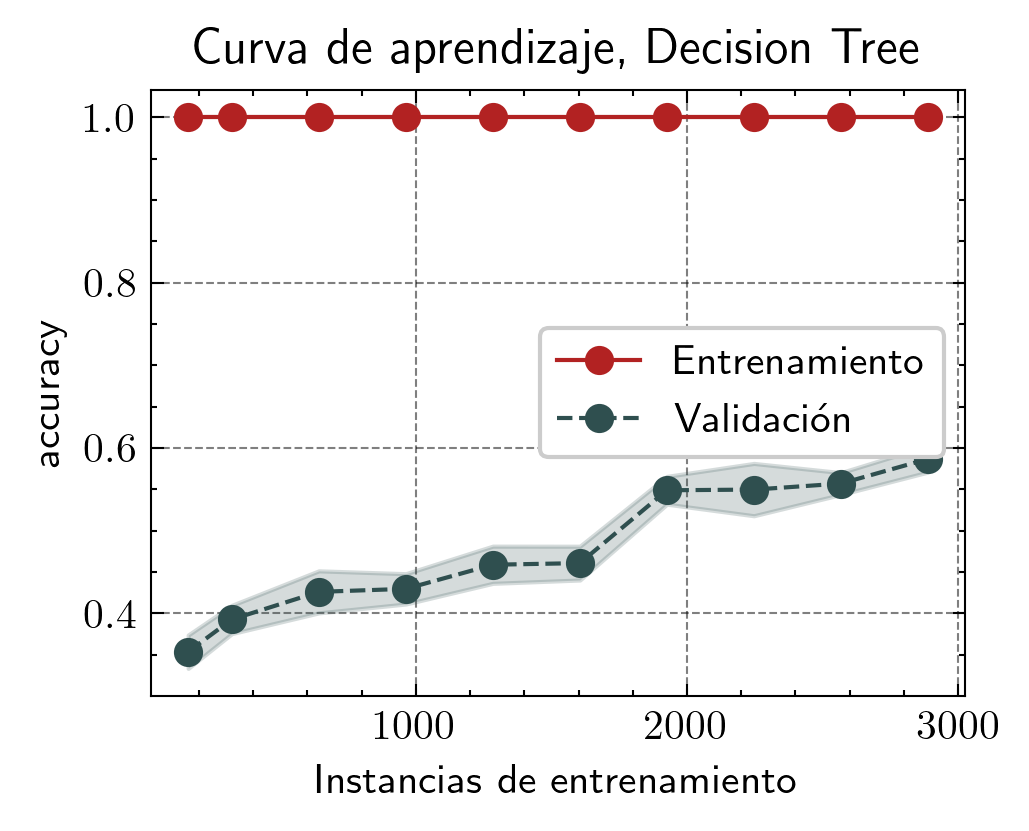 Curva de aprendizaje, Decision Tree
1.0
0.8
0.6
0.4
accuracy
Entrenamiento
Validación
1000 2000 3000
Instancias de entrenamiento